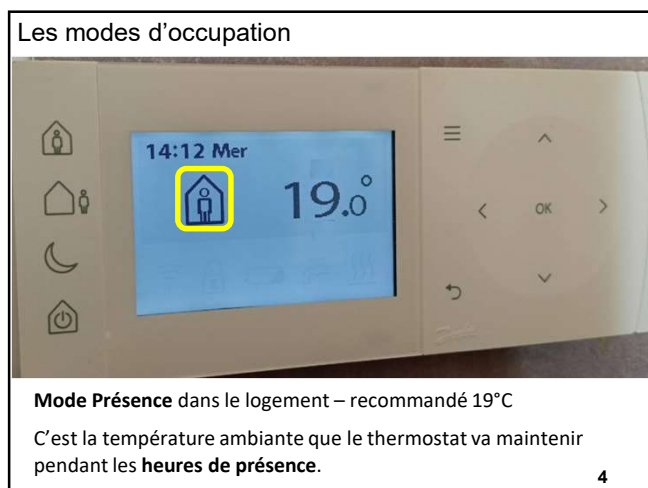 Les modes d’occupation
14:12 Mer
19.0°
OK
Mode Présence dans le logement – recommandé 19°C
C’est la température ambiante que le thermostat va maintenir
pendant les heures de présence.
4